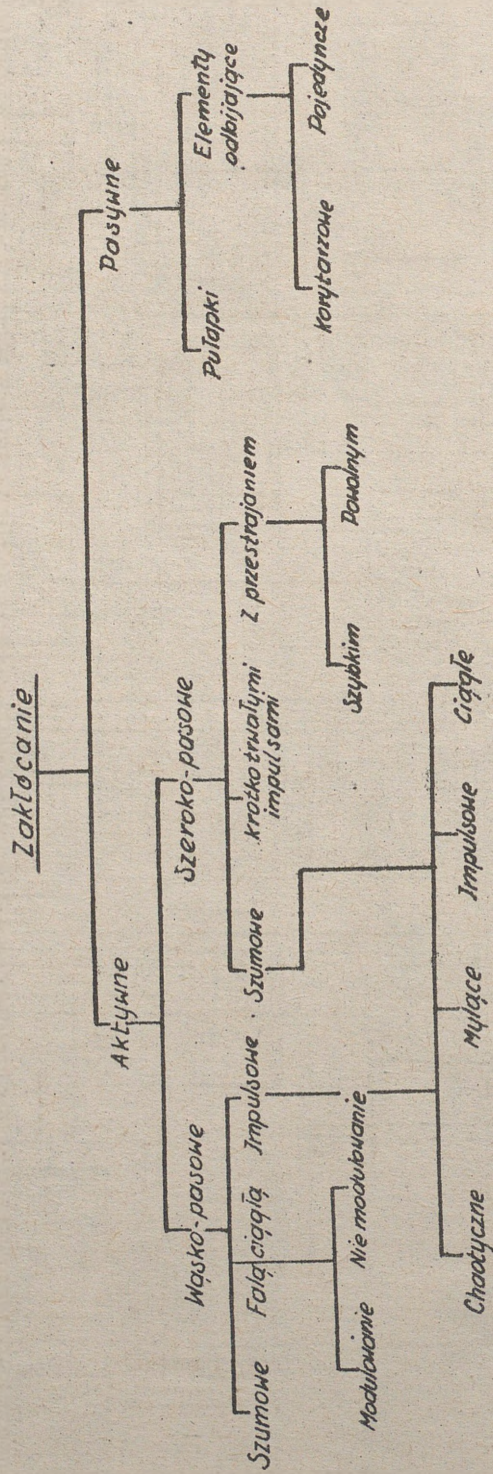 Zakłócanie
Aktywne
Pasywne
Wąsko-pasowe
Szeroko-pasowe
Pułapki
Elementy
odbijające
Szumowe
Falą ciągłą
Impulsowe
Szumowe
krótkotrwałymi
impulsami
Z przestrajaniem
Korytarzowe
Pojedyncze
Modulowanie
Nie modulowanie
Szybkim
Powolnym
Chaotyczne
Mylące
Impulsowe
Ciągłe